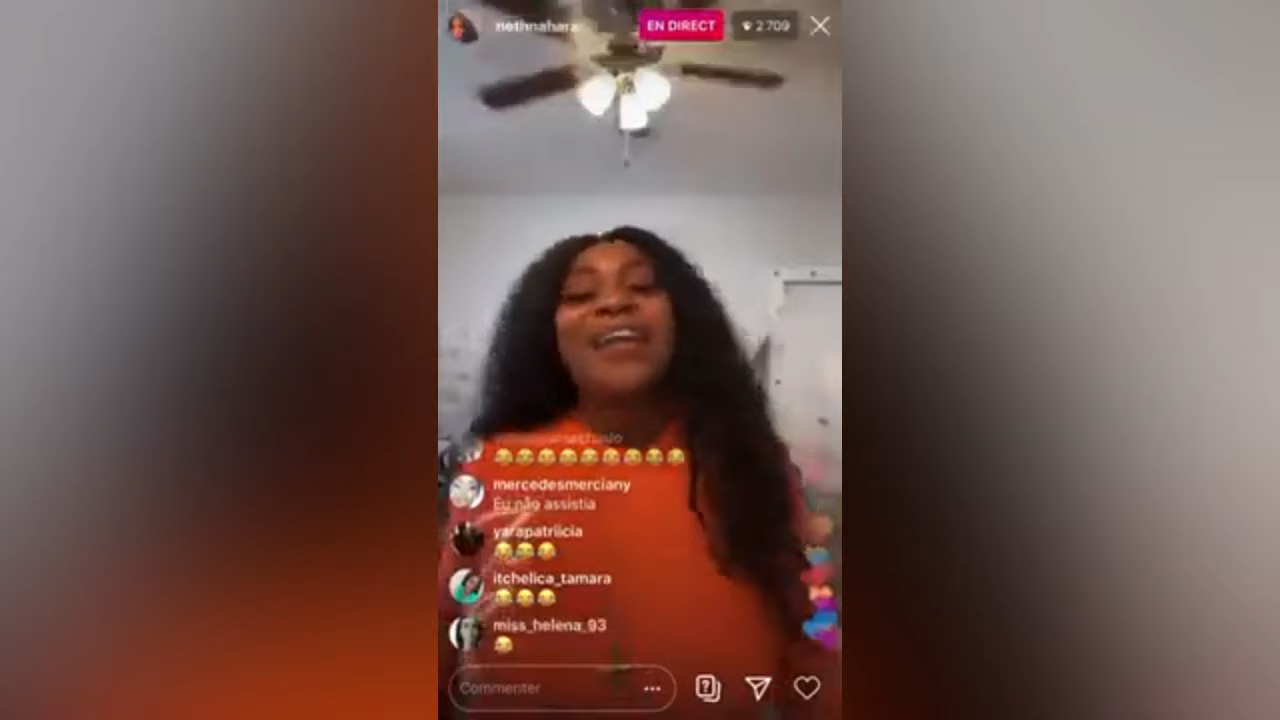 nethnahara
EN DIRECT
2 709
mercedesmerciany
Eu não assistia
yarapatriicia
itchelica_tamara
miss_helena_93
Commenter